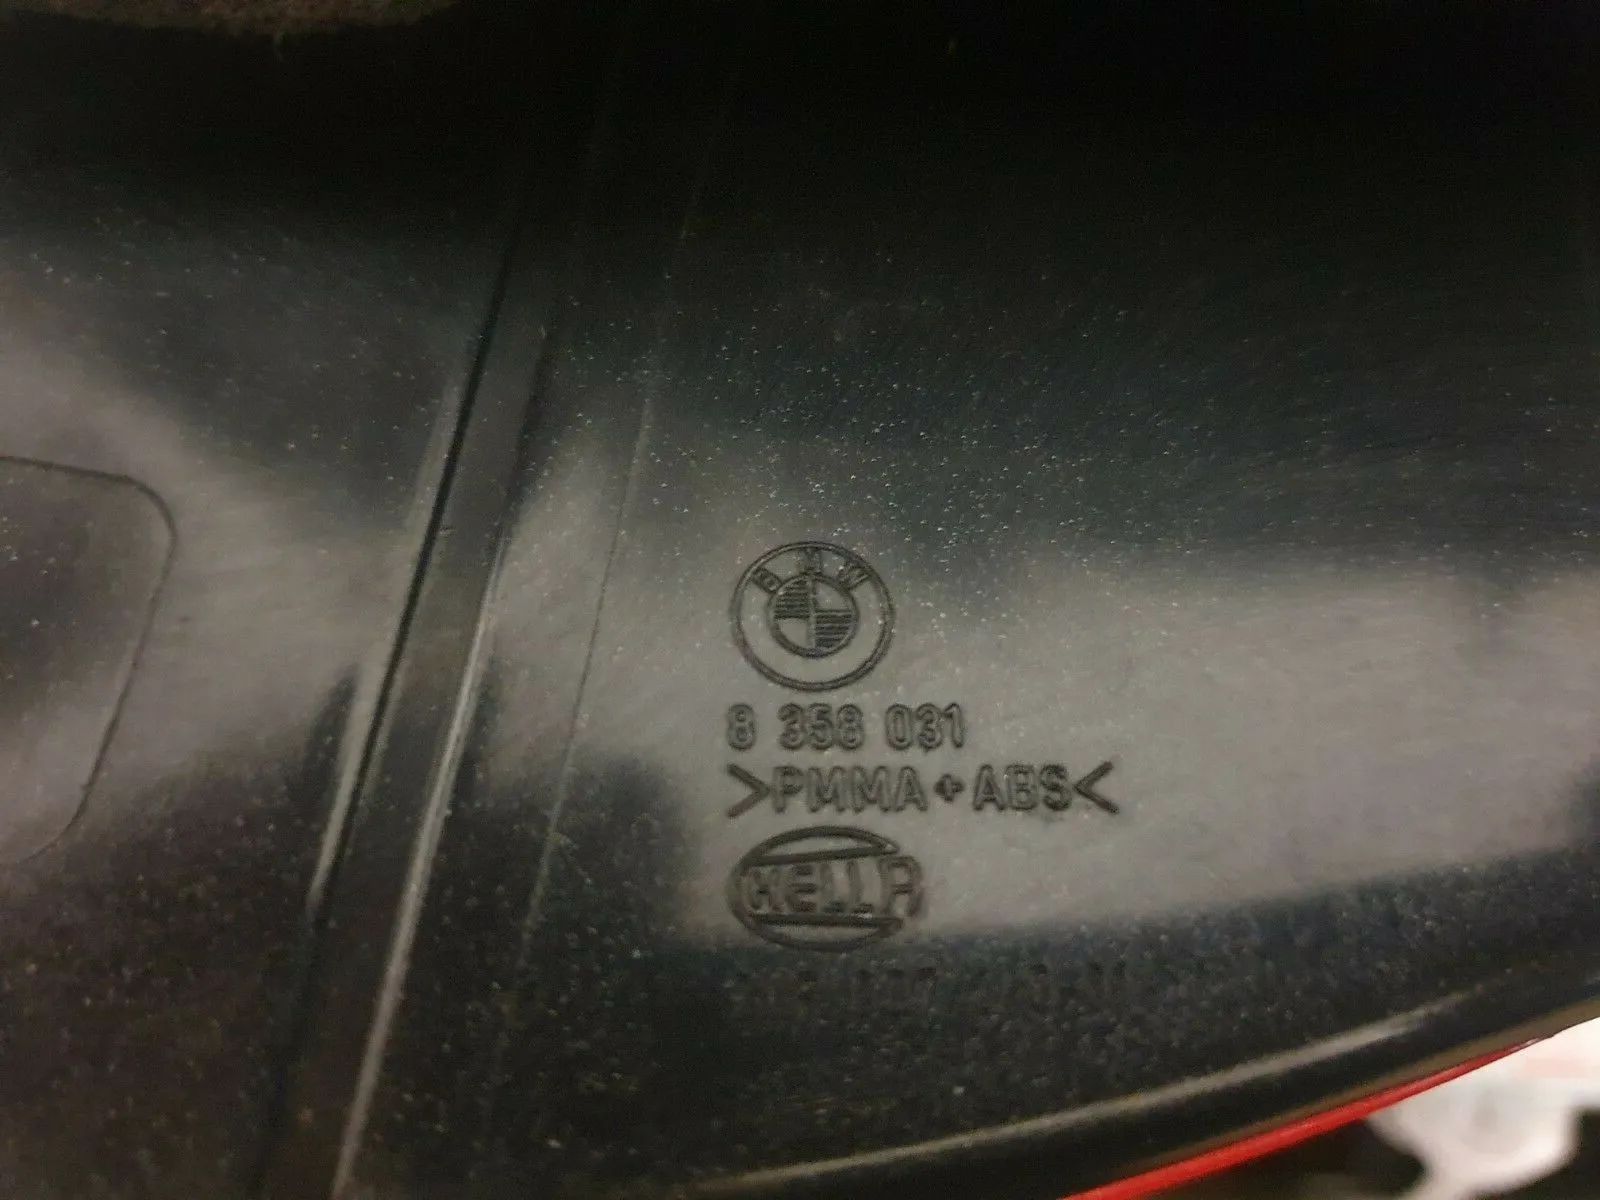 BMW
8 358 031
>PMMA+ABS<
HELLA